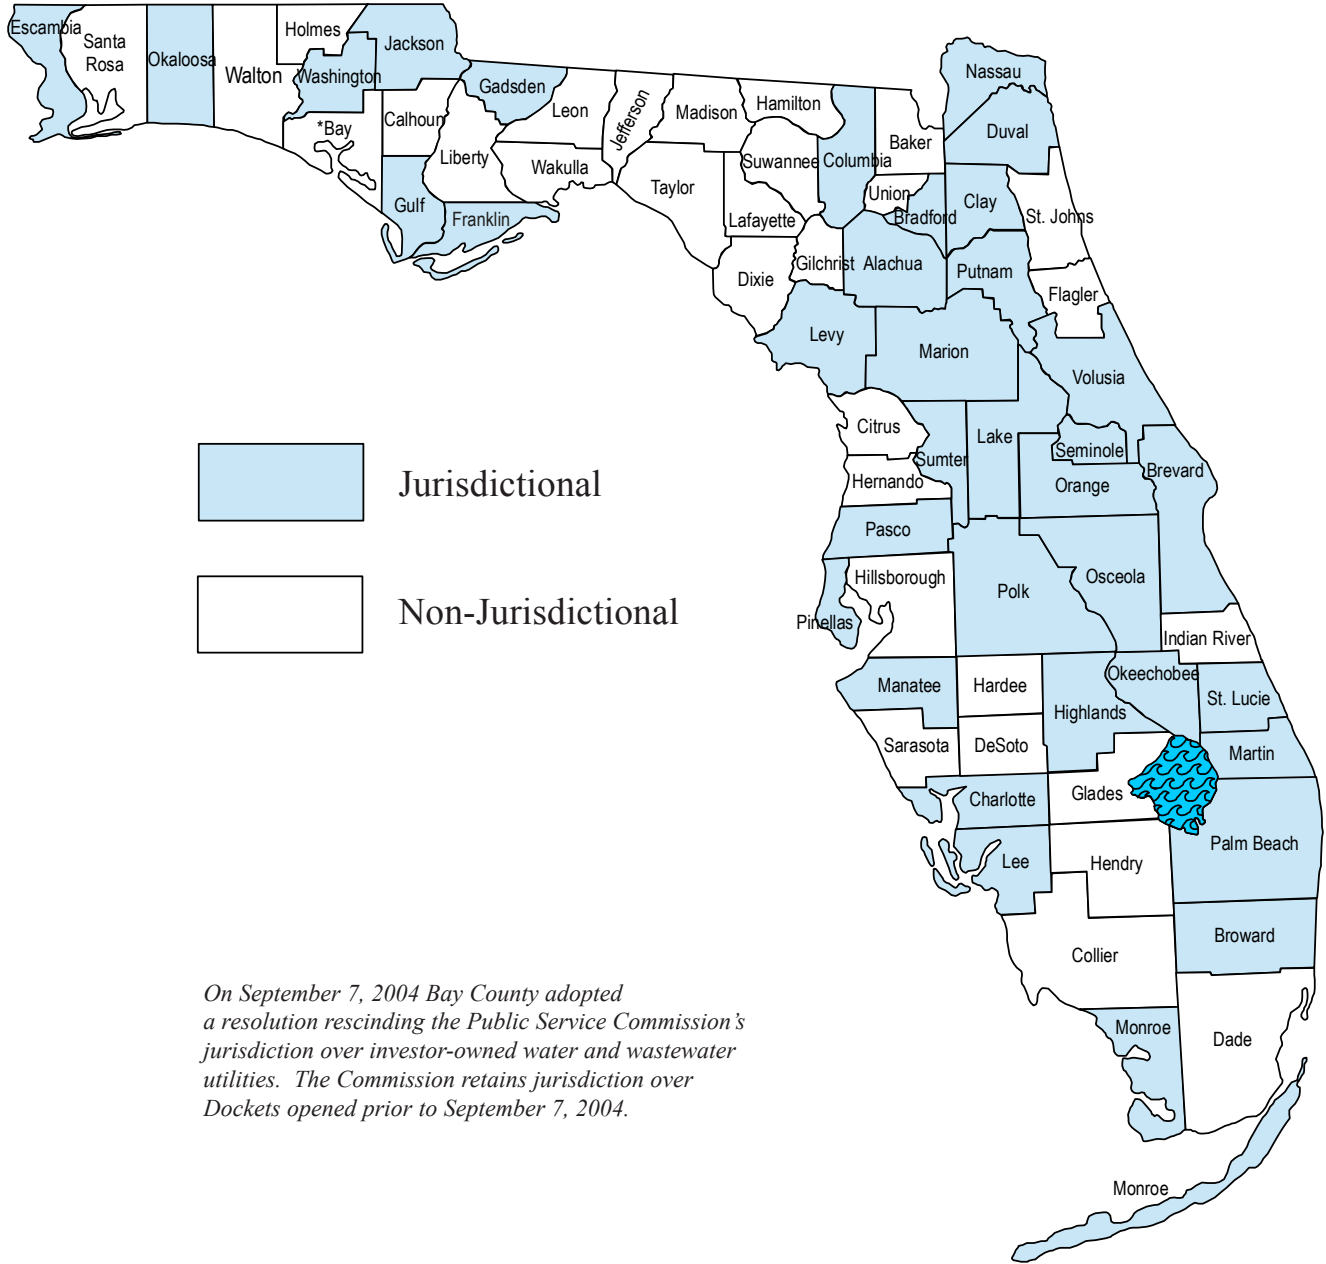 Escambia
Santa
Rosa
Okaloosa
Walton
Holmes
Washington
Jackson
*Bay
Calhoun
Gulf
Liberty
Gadsden
Franklin
Leon
Wakulla
Jefferson
Madison
Taylor
Hamilton
Suwannee
Lafayette
Dixie
Columbia
Gilchrist
Baker
Union
Bradford
Alachua
Nassau
Duval
Clay
St. Johns
Putnam
Flagler
Levy
Marion
Volusia
Citrus
Sumter
Lake
Seminole
Orange
Brevard
Hernando
Pasco
Hillsborough
Pinellas
Polk
Osceola
Indian River
Manatee
Hardee
Highlands
Okeechobee
St. Lucie
Sarasota
DeSoto
Martin
Charlotte
Glades
Lee
Hendry
Palm Beach
Collier
Broward
Monroe
Dade
Monroe
Jurisdictional
Non-Jurisdictional
On September 7, 2004 Bay County adopted
a resolution rescinding the Public Service Commission's
jurisdiction over investor-owned water and wastewater
utilities.  The Commission retains jurisdiction over
Dockets opened prior to September 7, 2004.